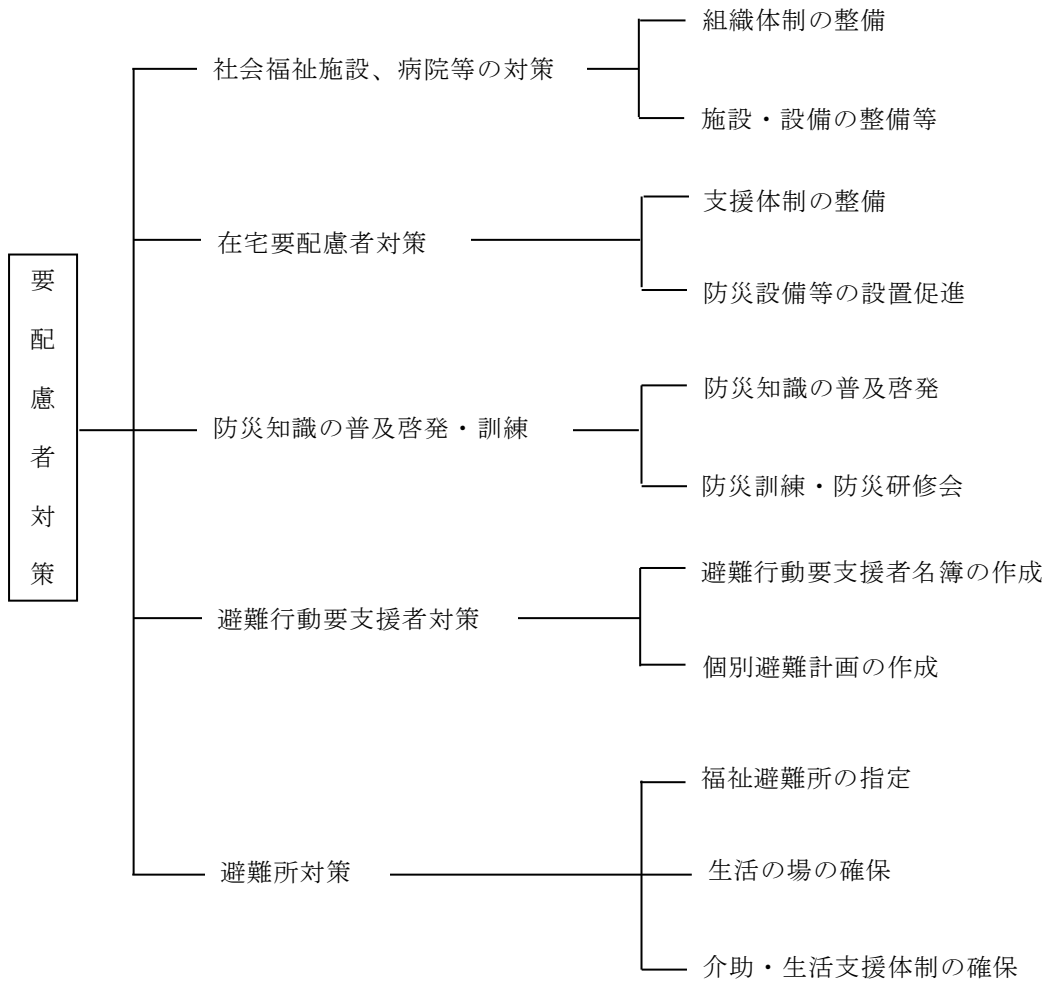 要配慮者対策
社会福祉施設、病院等の対策
組織体制の整備
施設・設備の整備等
在宅要配慮者対策
支援体制の整備
防災設備等の設置促進
防災知識の普及啓発・訓練
防災知識の普及啓発
防災訓練・防災研修会
避難行動要支援者対策
避難行動要支援者名簿の作成
個別避難計画の作成
避難所対策
福祉避難所の指定
生活の場の確保
介助・生活支援体制の確保